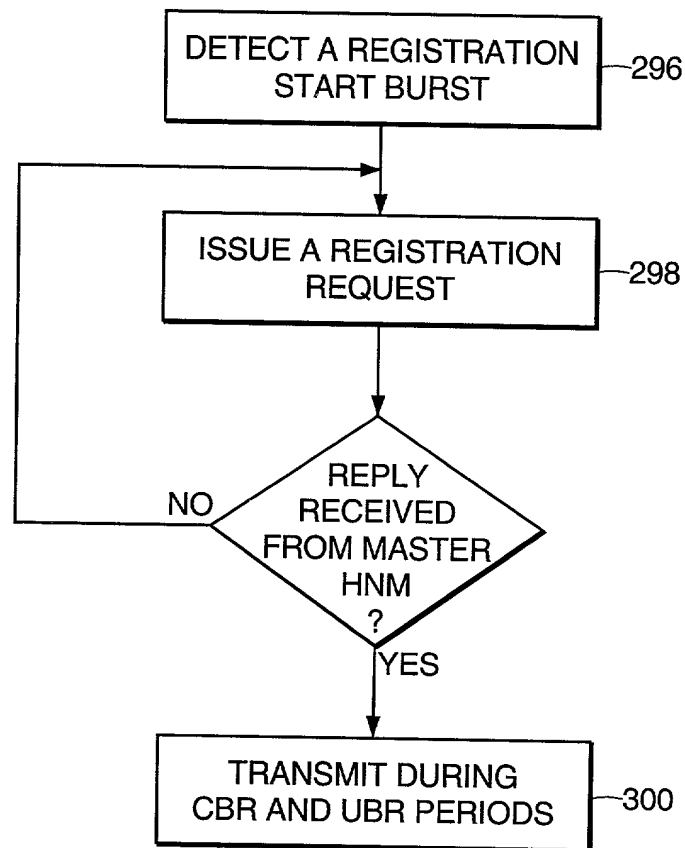 DETECT A REGISTRATION
START BURST
296
ISSUE A REGISTRATION
REQUEST
298
REPLY
RECEIVED
FROM MASTER
HNM
?
NO
YES
TRANSMIT DURING
CBR AND UBR PERIODS
300